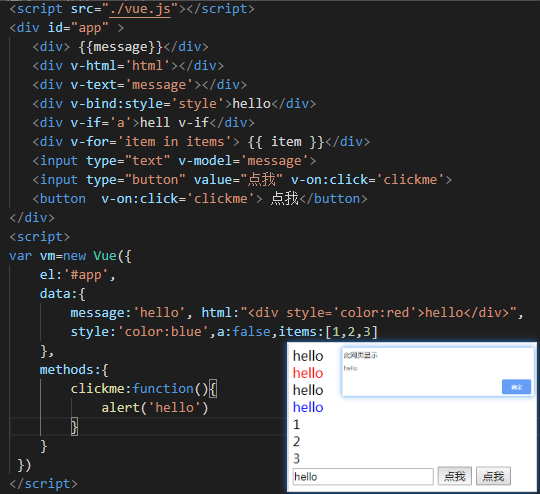 <script src="./vue.js"></script>
<div id="app" >
<div> {{message}}</div>
<div v-html='html'></div>
<div v-text='message'></div>
<div v-bind:style='style'>hello</div>
<div v-if='a'>hell v-if</div>
<div v-for='item in items'> {{ item }}</div>
<input type="text" v-model='message'>
<input type="button" value="点我" v-on:click='clickme'>
<button  v-on:click='clickme'> 点我</button>
</div>
<script>
var vm=new Vue({
el:'#app',
data:{
message:'hello', html:"<div style='color:red'>hello</div>",
style:'color:blue',a:false,items:[1,2,3]
},
methods:{
clickme:function(){
alert('hello')
}
}
})
</script>
hello
hello
hello
hello
1
2
3
hello 点我 点我
此网页显示
hello
确定